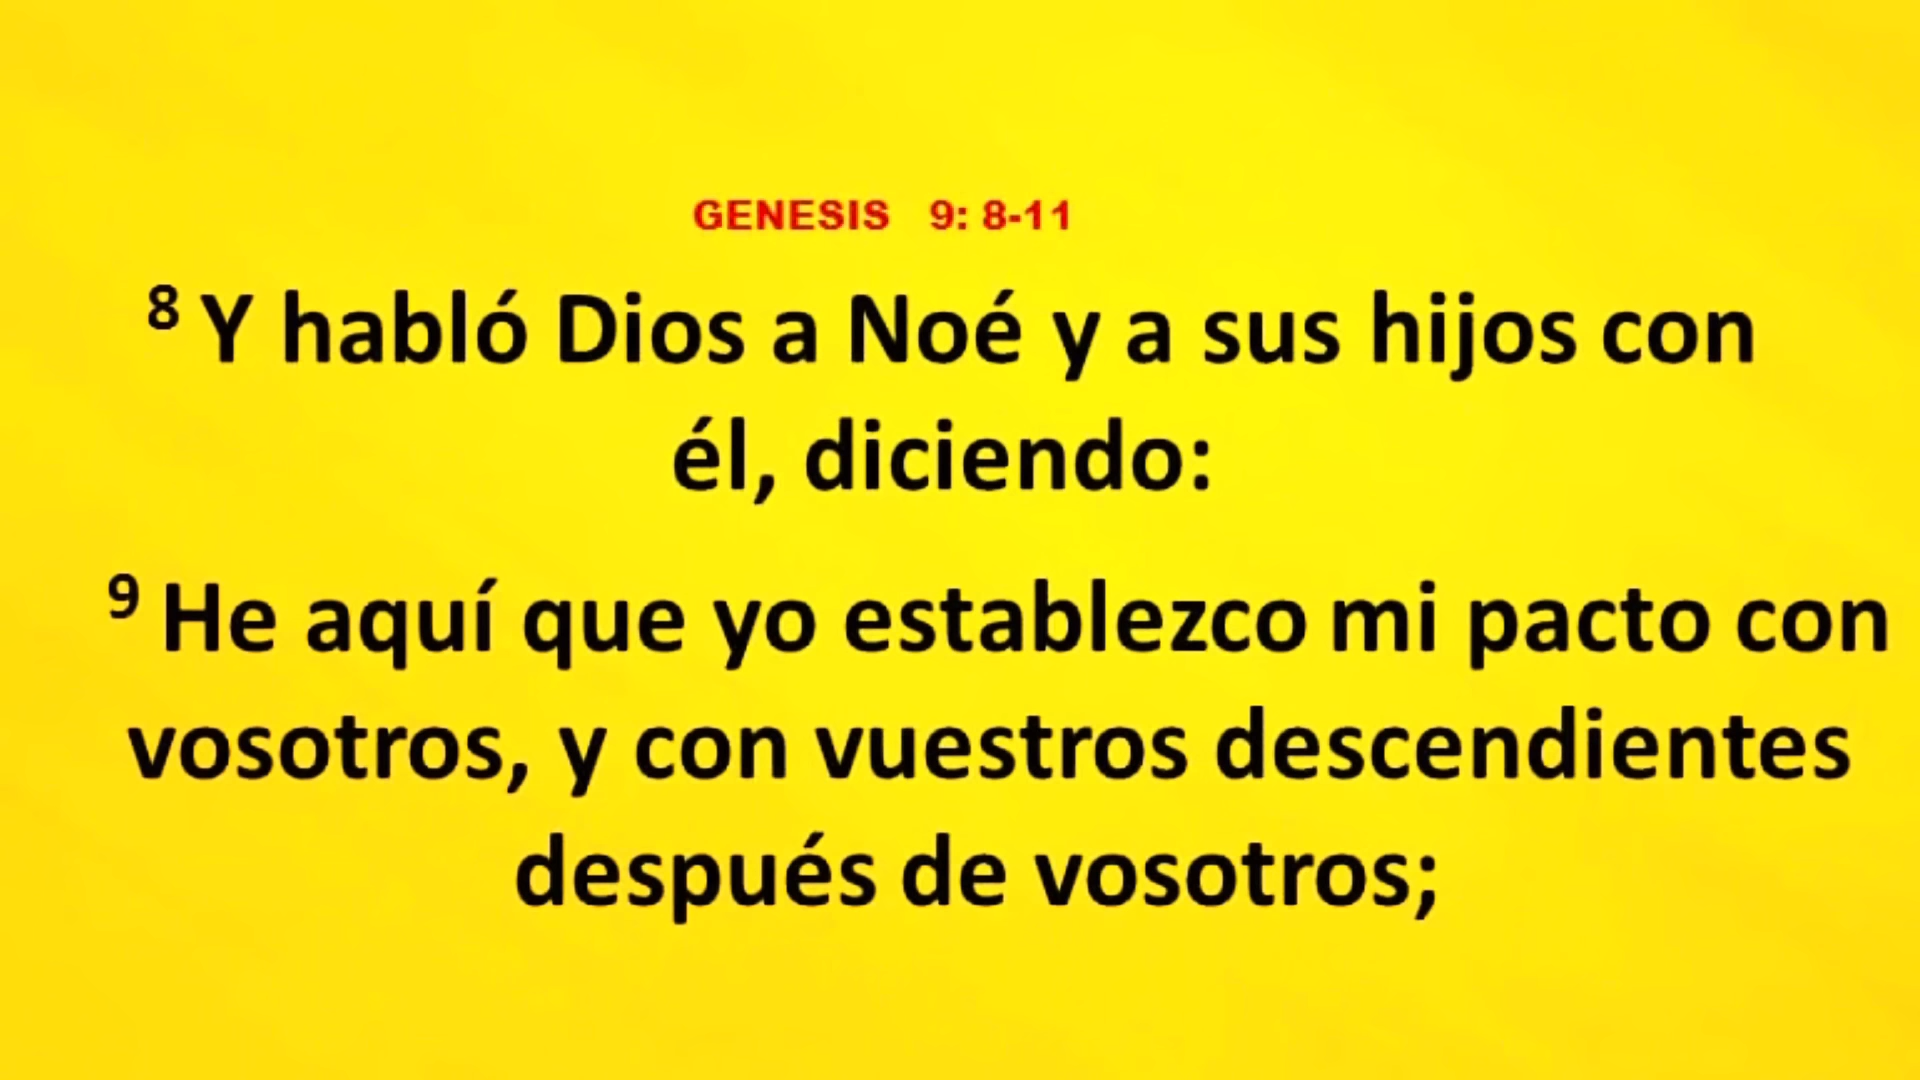 GENESIS 9: 8-11
8 Y habló Dios a Noé y a sus hijos con
él, diciendo:
9 He aquí que yo establezco mi pacto con
vosotros, y con vuestros descendientes
después de vosotros;